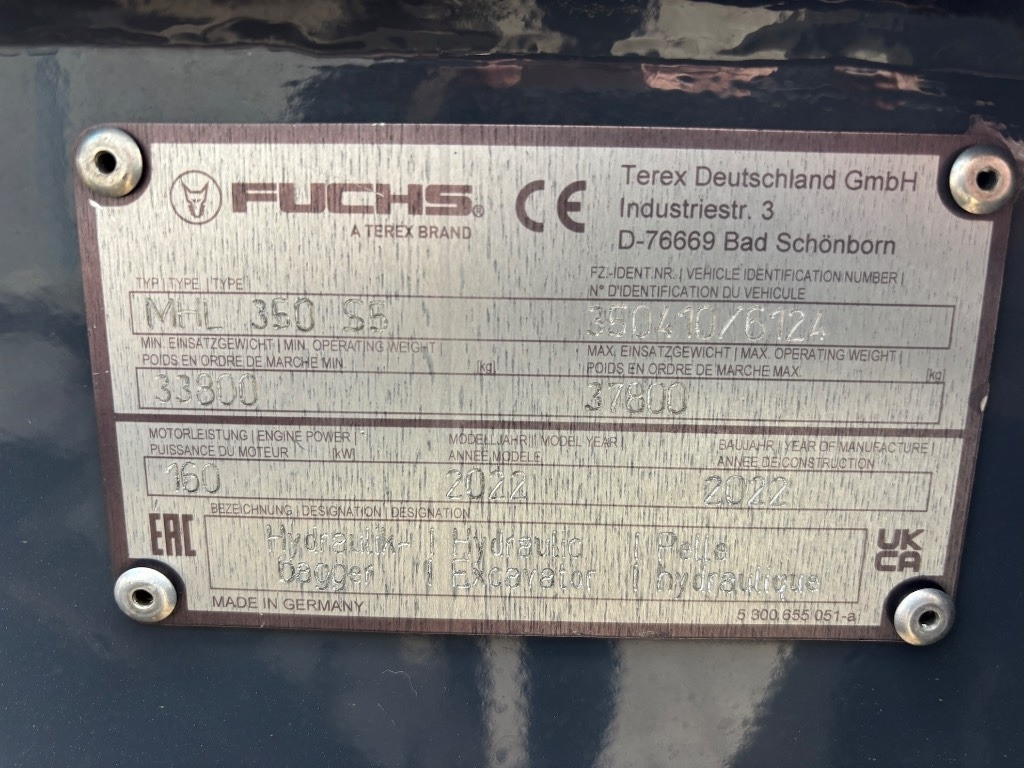 FUCHS®
A TEREX BRAND
CE
Terex Deutschland GmbH
Industriestr. 3
D-76669 Bad Schönborn
TYP | TYPE | TYPE
MHL 350 S5
FZ.-IDENT.NR. | VEHICLE IDENTIFICATION NUMBER |
N° D'IDENTIFICATION DU VEHICULE
350410/6124
MIN. EINSATZGEWICHT | MIN. OPERATING WEIGHT |
POIDS EN ORDRE DE MARCHE MIN. [kg]
33800
MAX. EINSATZGEWICHT | MAX. OPERATING WEIGHT |
POIDS EN ORDRE DE MARCHE MAX. [kg]
37800
MOTORLEISTUNG | ENGINE POWER |
PUISSANCE DU MOTEUR [kW]
160
MODELLJAHR | MODEL YEAR |
ANNÉE MODELE
2022
BAUJAHR | YEAR OF MANUFACTURE |
ANNÉE DE CONSTRUCTION
2022
BEZEICHNUNG | DESIGNATION | DESIGNATION
EAC
Hydraulik- | Hydraulic | Pelle
bagger | Excavator | hydraulique
UK
CA
MADE IN GERMANY
5 300 655 051-a